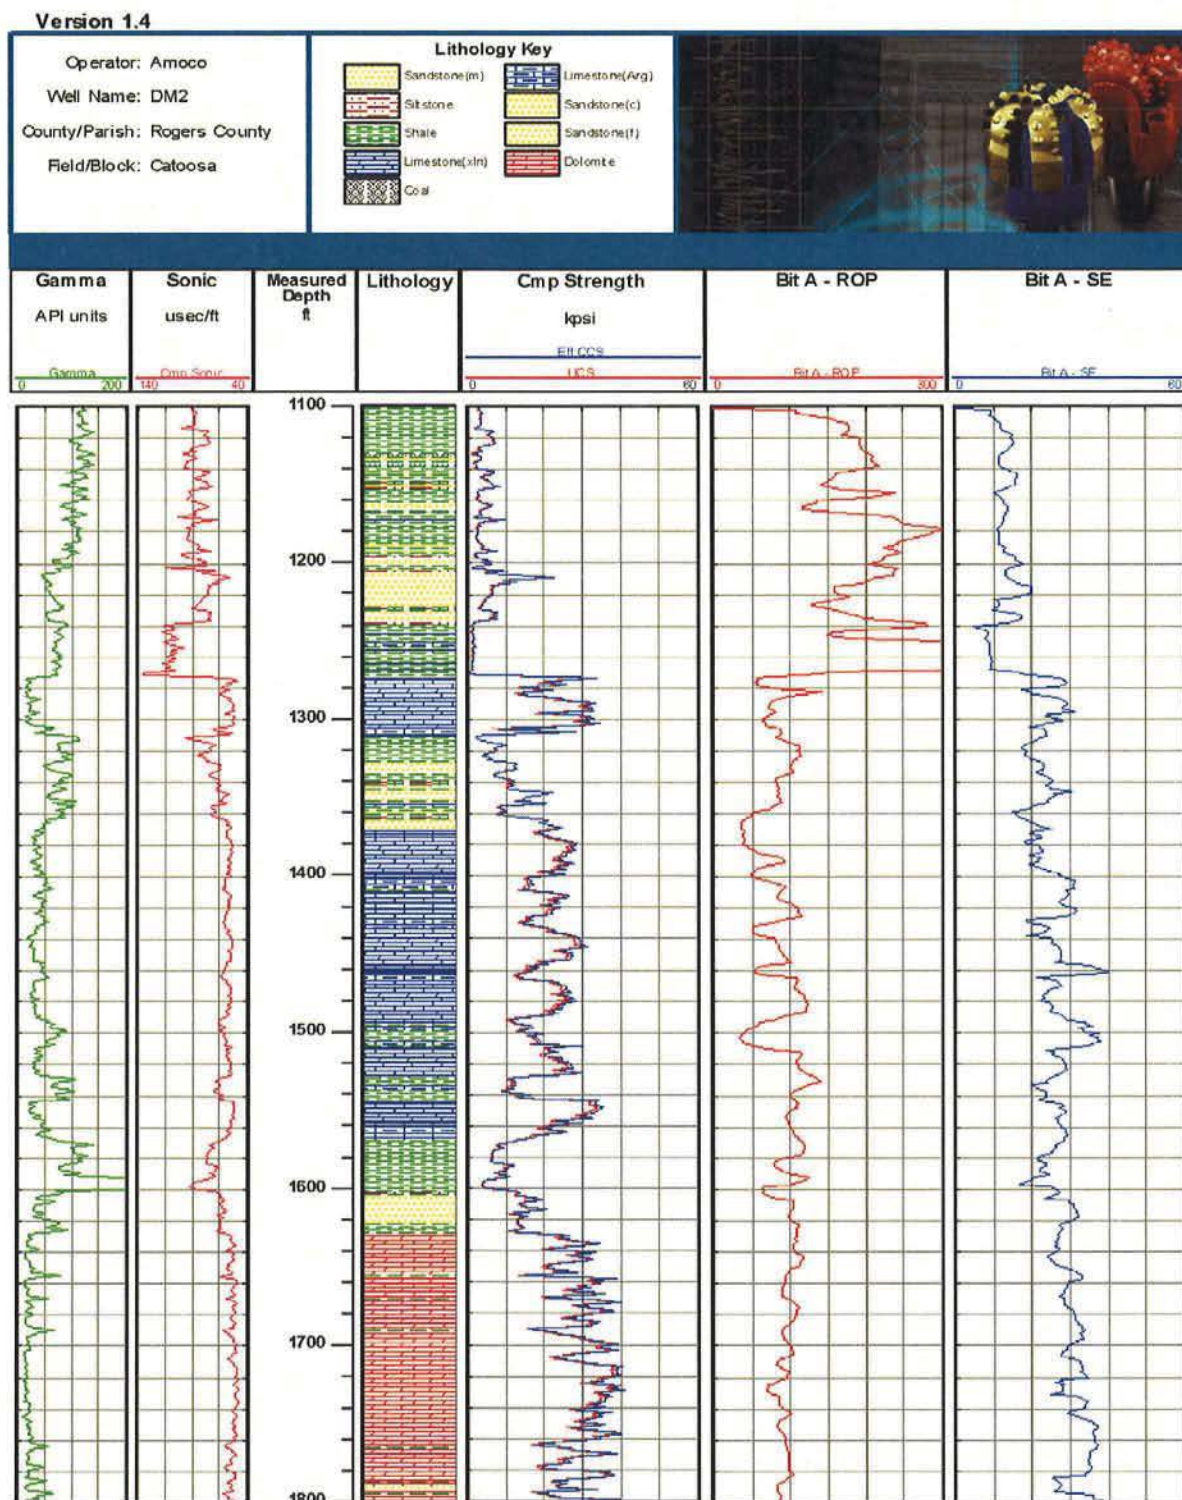 Version 1.4
Operator: Amoco
Well Name: DM2
County/Parish: Rogers County
Field/Block: Catoosa
Lithology Key
Sandstone(m)
Limestone(Arg)
Siltstone
Sandstone(c)
Shale
Sandstone(f)
Limestone(xln)
Dolomite
Coal
Gamma
API units
Gamma
0 200
Sonic
usec/ft
Cmp Sonic
140 40
Measured
Depth
ft
Lithology
Cmp Strength
kpsi
Eff CCS
UCS
0 60
Bit A - ROP
Bit A - ROP
0 300
Bit A - SE
Bit A - SE
0 60
1100
1200
1300
1400
1500
1600
1700
1800